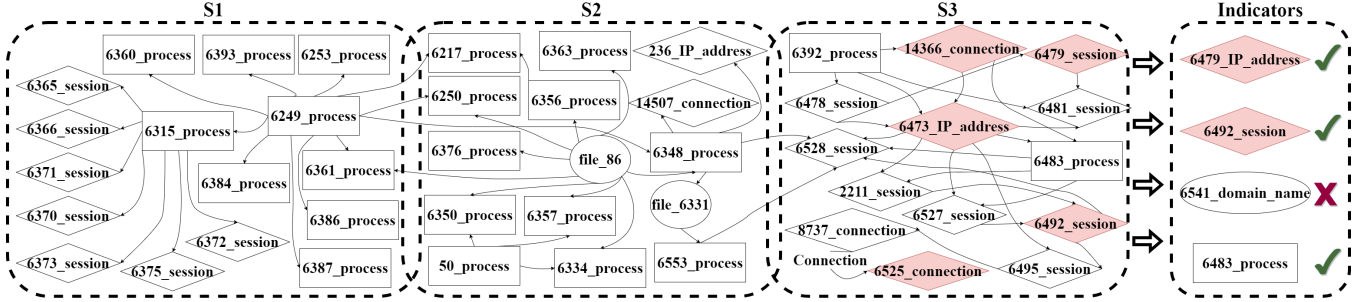 S1
S2
S3
Indicators
6360_process
6393_process
6253_process
6365_session
6249_process
6366_session
6315_process
6371_session
6384_process
6361_process
6370_session
6386_process
6372_session
6373_session
6375_session
6387_process
6217_process
6363_process
236_IP_address
6250_process
6356_process
14507_connection
6376_process
file_86
6348_process
6350_process
6357_process
file_6331
50_process
6334_process
6553_process
6392_process
14366_connection
6479_session
6478_session
6481_session
6473_IP_address
6528_session
6483_process
2211_session
6527_session
6492_session
8737_connection
Connection
6525_connection
6495_session
6479_IP_address
6492_session
6541_domain_name
X
6483_process